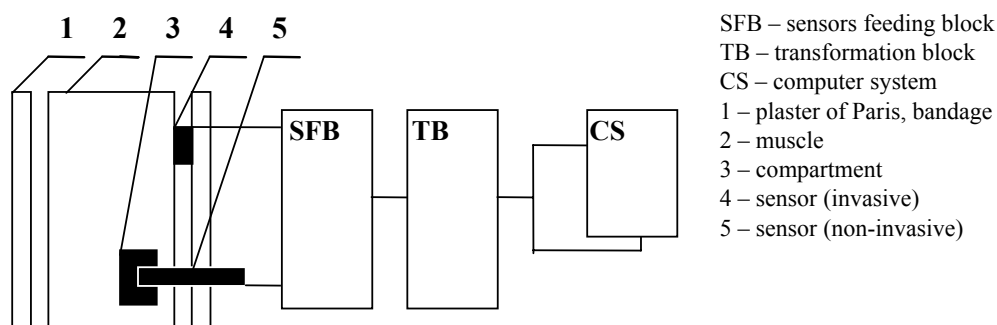 1 2 3 4 5
SFB TB CS
SFB – sensors feeding block
TB – transformation block
CS – computer system
1 – plaster of Paris, bandage
2 – muscle
3 – compartment
4 – sensor (invasive)
5 – sensor (non-invasive)